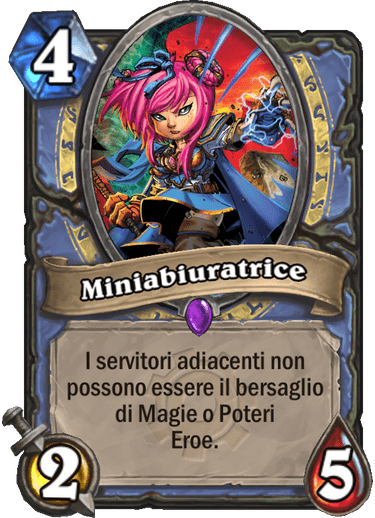 4
Miniabiuratrice
I servitori adiacenti non
possono essere il bersaglio
di Magie o Poteri
Eroe.
2
5